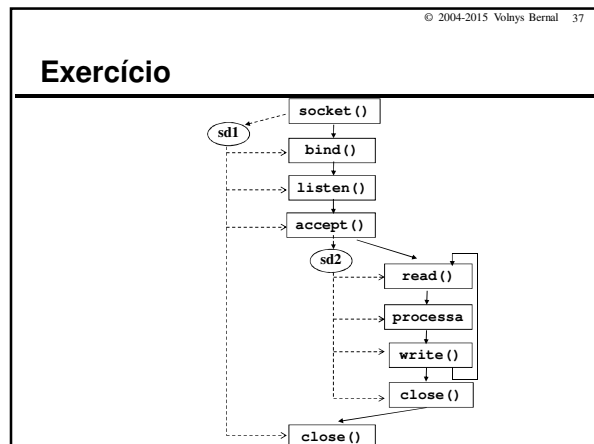 © 2004-2015 Volnys Bernal 37
Exercício
socket()
sd1
bind()
listen()
accept()
sd2
read()
processa
write()
close()
close()